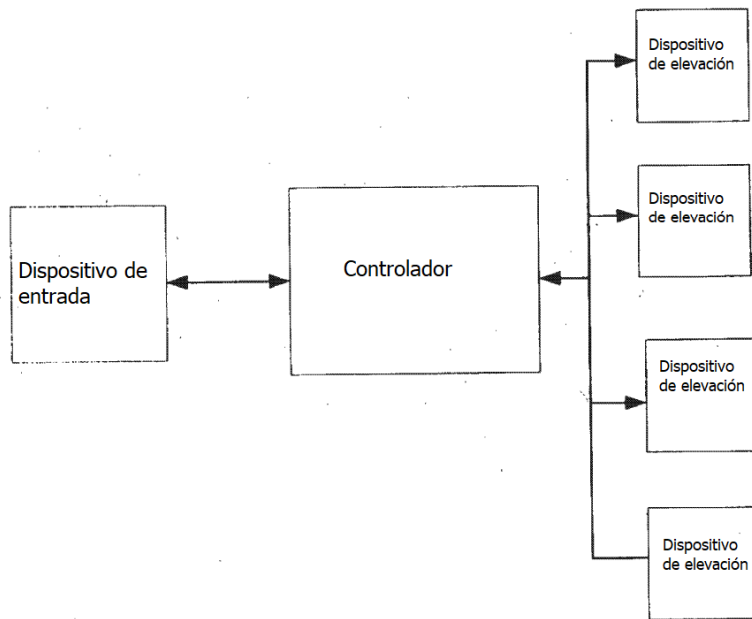 Dispositivo
de elevación
Dispositivo
de elevación
Dispositivo de
entrada
Controlador
Dispositivo
de elevación
Dispositivo
de elevación